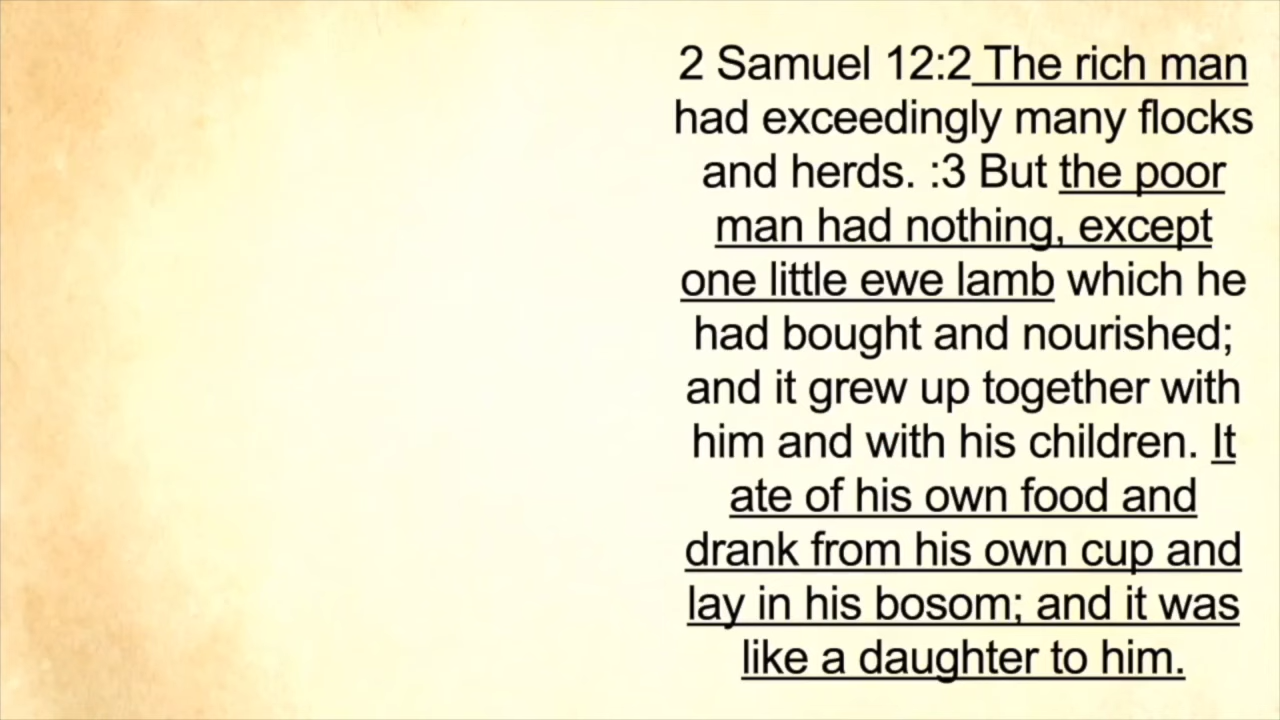 2 Samuel 12:2 The rich man
had exceedingly many flocks
and herds. :3 But the poor
man had nothing, except
one little ewe lamb which he
had bought and nourished;
and it grew up together with
him and with his children. It
ate of his own food and
drank from his own cup and
lay in his bosom; and it was
like a daughter to him.